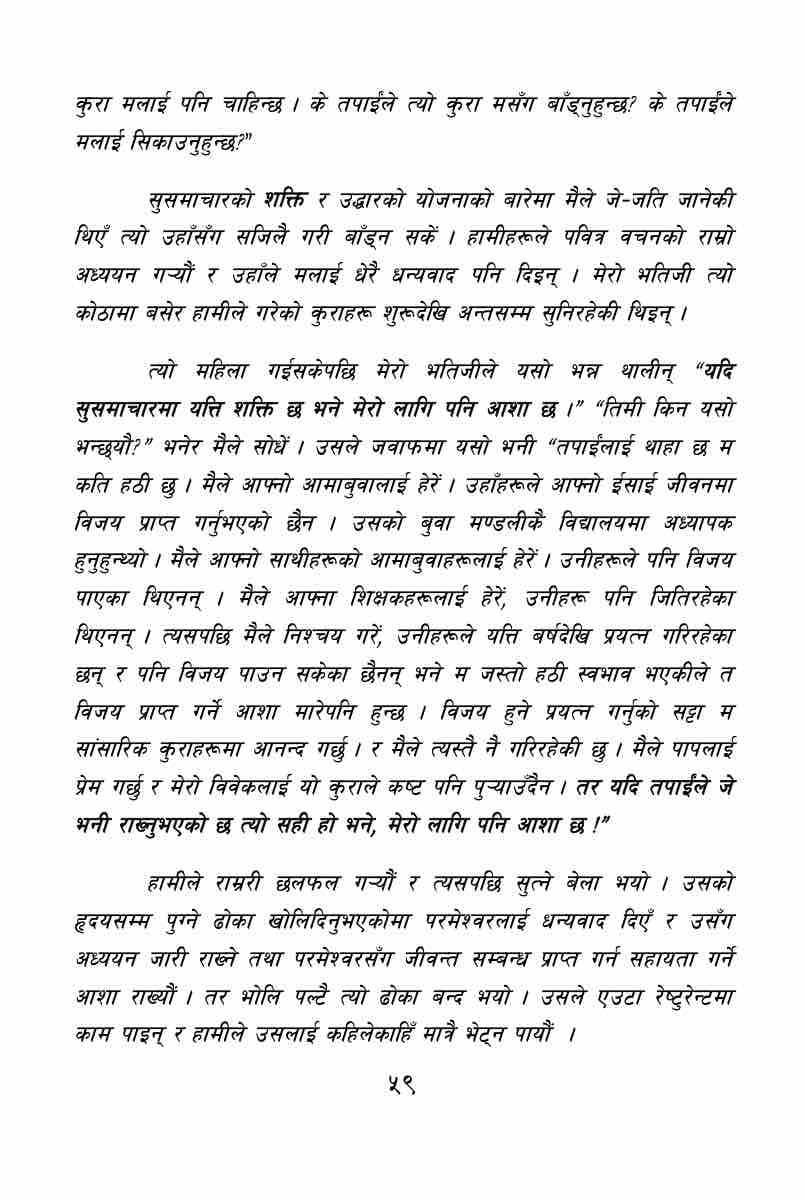 कुरा मलाई पनि चाहिन्छ । के तपाईंले त्यो कुरा मसँग बाँड्नुहुन्छ? के तपाईंले
मलाई सिकाउनुहुन्छ?”
सुसमाचारको शक्ति र उद्धारको योजनाको बारेमा मैले जे-जति जानेकी
थिएँ त्यो उहाँसँग सजिलै गरी बाँड्न सकें । हामीहरूले पवित्र वचनको राम्रो
अध्ययन गर्‍यौं र उहाँले मलाई धेरै धन्यवाद पनि दिइन् । मेरो भतिजी त्यो
कोठामा बसेर हामीले गरेको कुराहरू शुरूदेखि अन्तसम्म सुनिरहेकी थिइन् ।
त्यो महिला गईसकेपछि मेरो भतिजीले यसो भन्न थालीन् “यदि
सुसमाचारमा यत्ति शक्ति छ भने मेरो लागि पनि आशा छ ।” “तिमी किन यसो
भन्छ्यौ?” भनेर मैले सोधें । उसले जवाफमा यसो भनी “तपाईंलाई थाहा छ म
कति हठी छु । मैले आफ्नो आमाबुवालाई हेरें । उहाँहरूले आफ्नो ईसाई जीवनमा
विजय प्राप्त गर्नुभएको छैन । उसको बुवा मण्डलीकै विद्यालयमा अध्यापक
हुनुहुन्थ्यो । मैले आफ्नो साथीहरूको आमाबुवाहरूलाई हेरें । उनीहरूले पनि विजय
पाएका थिएनन् । मैले आफ्ना शिक्षकहरूलाई हेरें, उनीहरू पनि जितिरहेका
थिएनन् । त्यसपछि मैले निश्चय गरें, उनीहरूले यत्ति बर्षदेखि प्रयत्न गरिरहेका
छन् र पनि विजय पाउन सकेका छैनन् भने म जस्तो हठी स्वभाव भएकीले त
विजय प्राप्त गर्ने आशा मारेपनि हुन्छ । विजय हुने प्रयत्न गर्नुको सट्टा म
सांसारिक कुराहरूमा आनन्द गर्छु । र मैले त्यस्तै नै गरिरहेकी छु । मैले पापलाई
प्रेम गर्छु र मेरो विवेकलाई यो कुराले कष्ट पनि पुर्‍याउँदैन । तर यदि तपाईंले जे
भनी राख्नुभएको छ त्यो सही हो भने, मेरो लागि पनि आशा छ !”
हामीले राम्ररी छलफल गर्‍यौं र त्यसपछि सुत्ने बेला भयो । उसको
हृदयसम्म पुग्ने ढोका खोलिदिनुभएकोमा परमेश्वरलाई धन्यवाद दिएँ र उसँग
अध्ययन जारी राख्ने तथा परमेश्वरसँग जीवन्त सम्बन्ध प्राप्त गर्न सहायता गर्ने
आशा राख्यौं । तर भोलि पल्टै त्यो ढोका बन्द भयो । उसले एउटा रेष्टुरेन्टमा
काम पाइन् र हामीले उसलाई कहिलेकाहिँ मात्रै भेट्न पायौं ।
५९